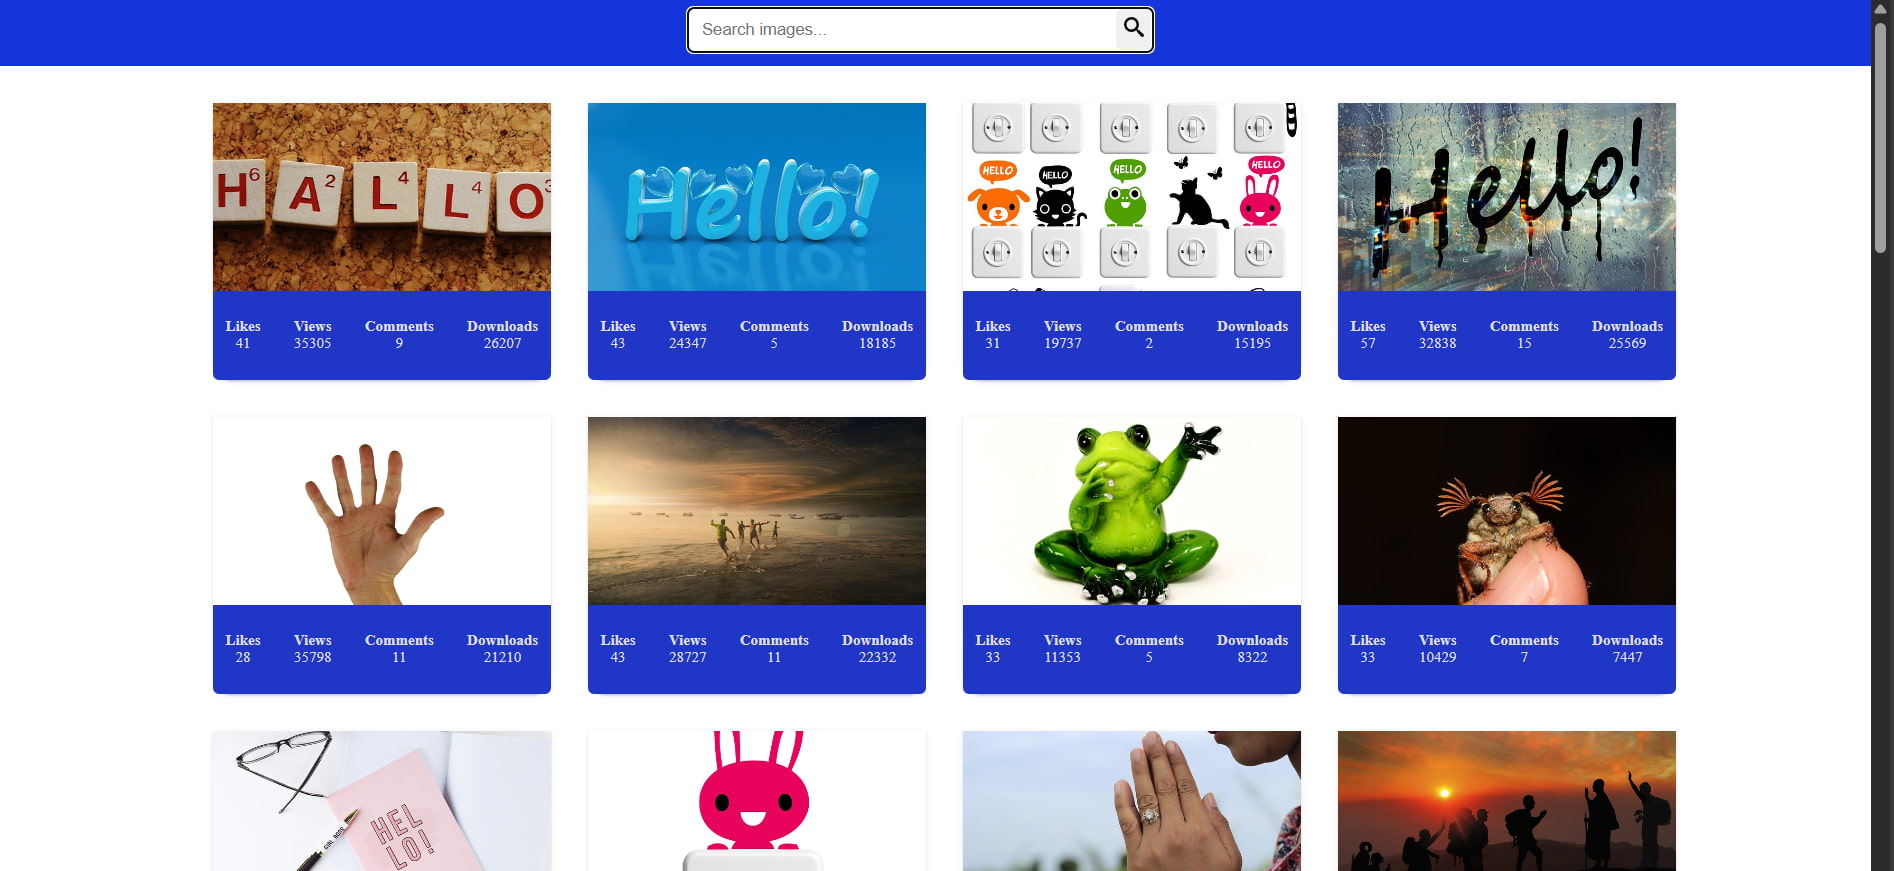 Search images...
H6 A2 L4 L4 O3
Hello!
HELLO HELLO HELLO HELLO
Hello!
Likes Views Comments Downloads
41 35305 9 26207
Likes Views Comments Downloads
43 24347 5 18185
Likes Views Comments Downloads
31 19737 2 15195
Likes Views Comments Downloads
57 32838 15 25569
Likes Views Comments Downloads
28 35798 11 21210
Likes Views Comments Downloads
43 28727 11 22332
Likes Views Comments Downloads
33 11353 5 8322
Likes Views Comments Downloads
33 10429 7 7447
HEL
LO!